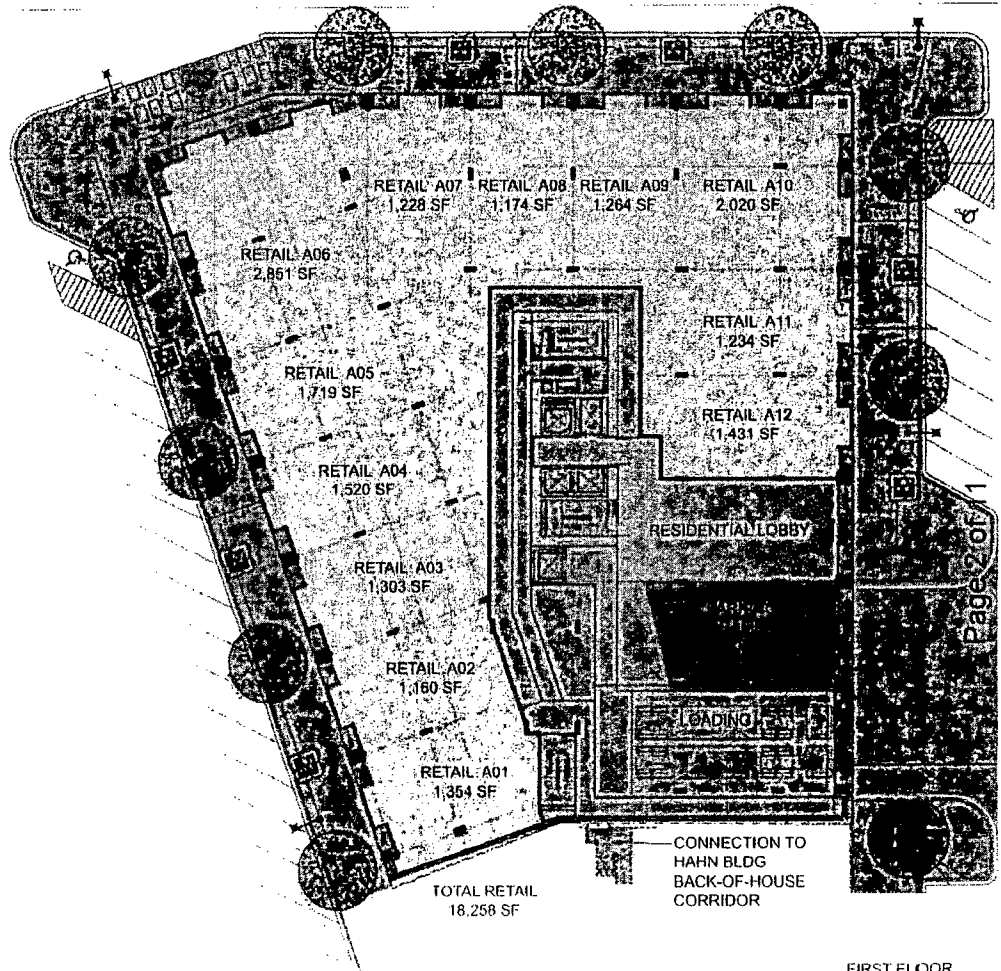 RETAIL A07
1,228 SF
RETAIL A08
1,174 SF
RETAIL A09
1,264 SF
RETAIL A10
2,020 SF
RETAIL A06
2,851 SF
RETAIL A11
1,234 SF
RETAIL A05
1,719 SF
RETAIL A12
1,431 SF
RETAIL A04
1,520 SF
RESIDENTIAL LOBBY
RETAIL A03
1,303 SF
RETAIL A02
1,160 SF
LOADING
RETAIL A01
1,354 SF
CONNECTION TO
HAHN BLDG
BACK-OF-HOUSE
CORRIDOR
TOTAL RETAIL
18,258 SF
Page 2 of 11
FIRST FLOOR